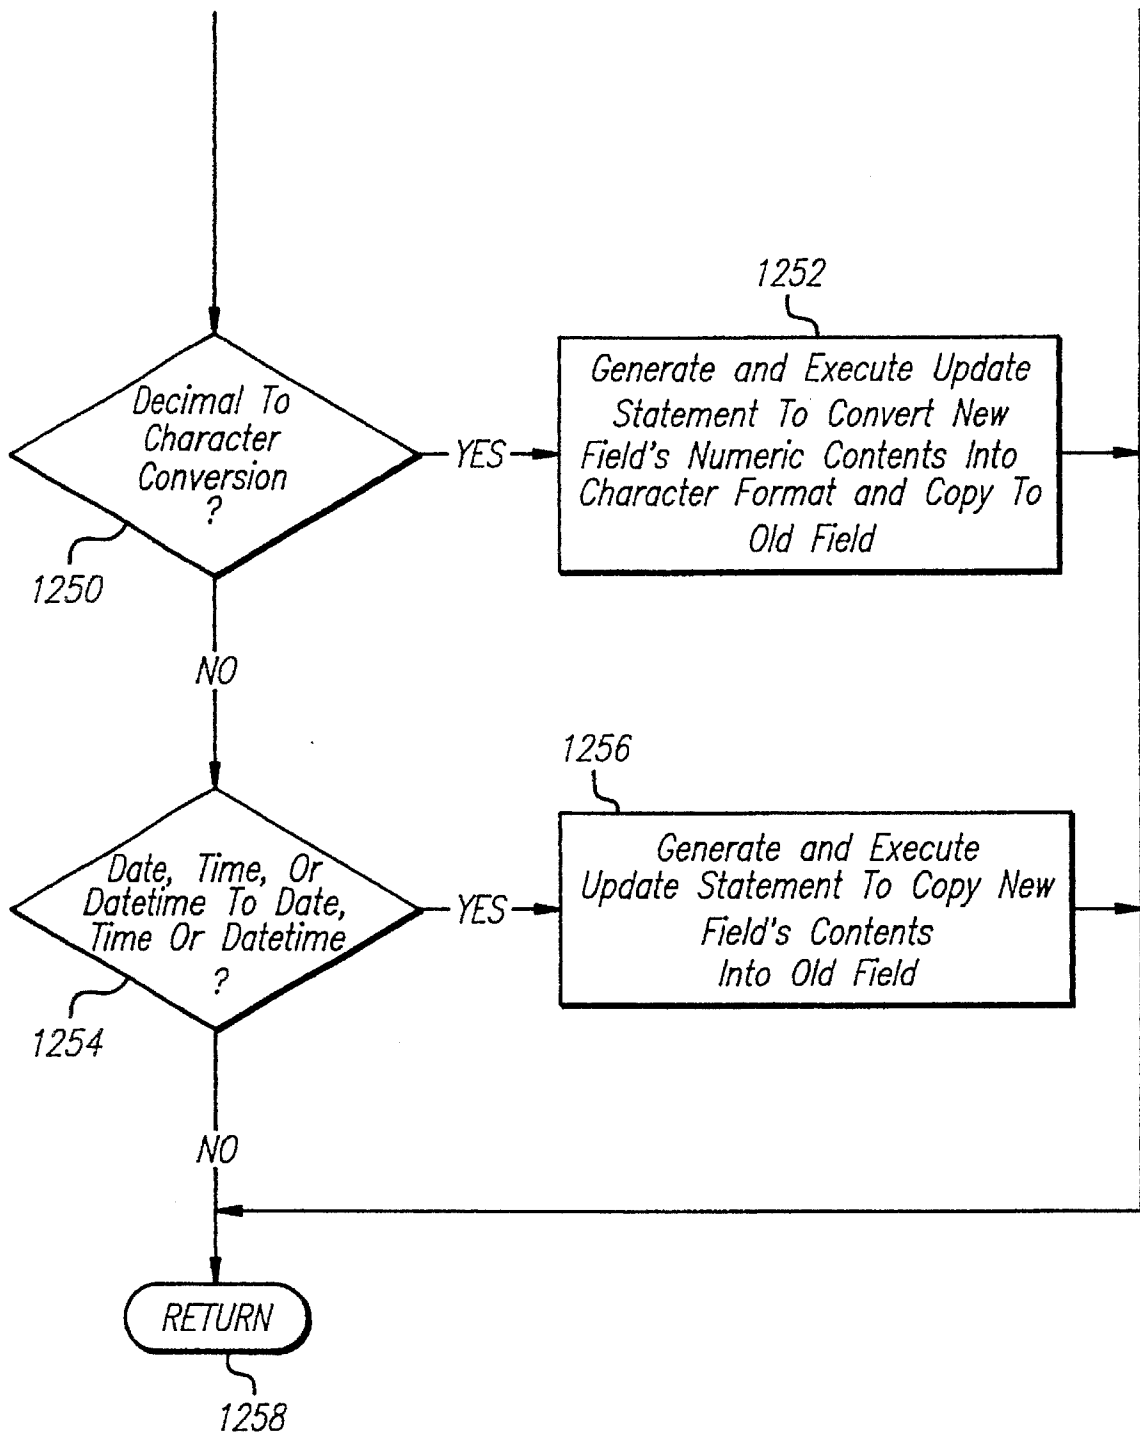 1252
Decimal To
Character
Conversion
?
YES
Generate and Execute Update
Statement To Convert New
Field's Numeric Contents Into
Character Format and Copy To
Old Field
1250
NO
1256
Date, Time, Or
Datetime To Date,
Time Or Datetime
?
YES
Generate and Execute
Update Statement To Copy New
Field's Contents
Into Old Field
1254
NO
RETURN
1258